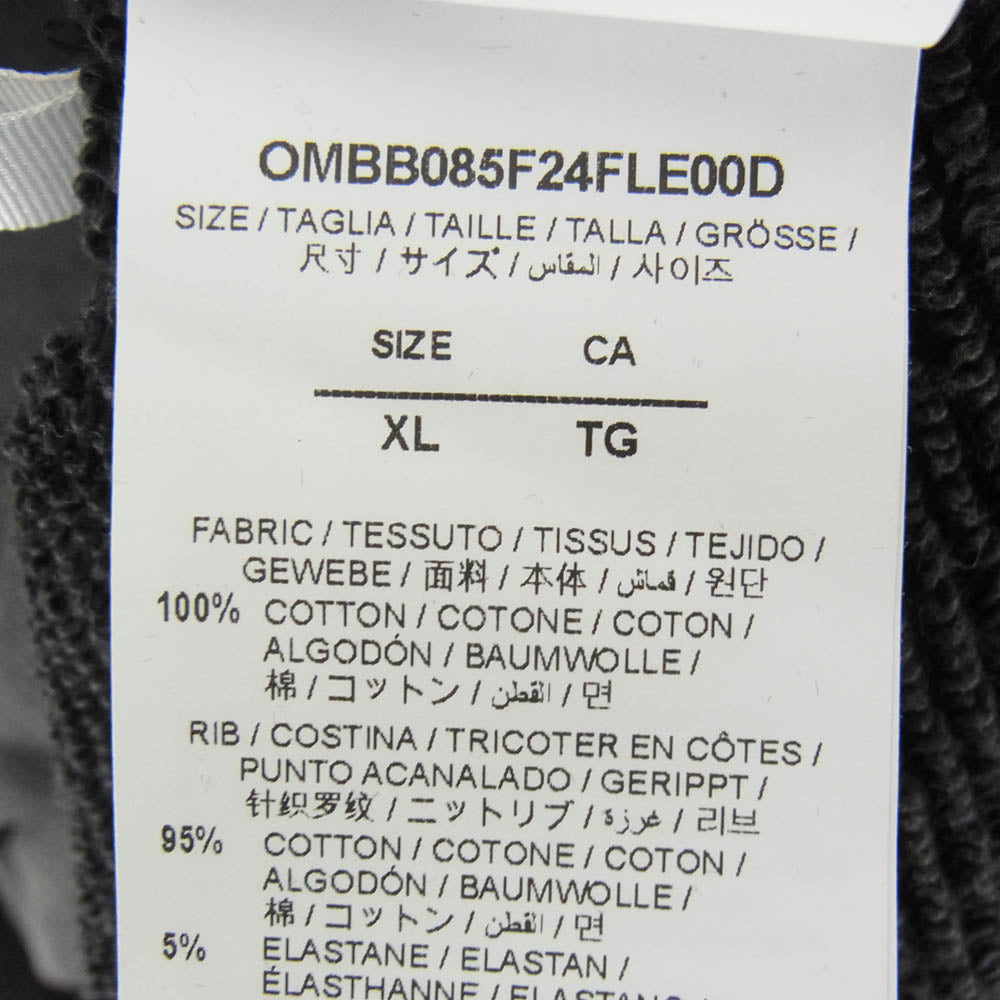 OMBB085F24FLE00D
SIZE / TAGLIA / TAILLE / TALLA / GRÖSSE /
尺寸 / サイズ / المقاس / 사이즈
SIZE CA
XL TG
FABRIC / TESSUTO / TISSUS / TEJIDO /
GEWEBE / 面料 / 本体 / قماش / 원단
100% COTTON / COTONE / COTON /
ALGODÓN / BAUMWOLLE /
棉 / コットン / القطن / 면
RIB / COSTINA / TRICOTER EN CÔTES /
PUNTO ACANALADO / GERIPPT /
针织罗纹 / ニットリブ / غرزة / 리브
95% COTTON / COTONE / COTON /
ALGODÓN / BAUMWOLLE /
棉 / コットン / القطن / 면
5% ELASTANE / ELASTAN /
ÉLASTHANNE / ELASTANO /